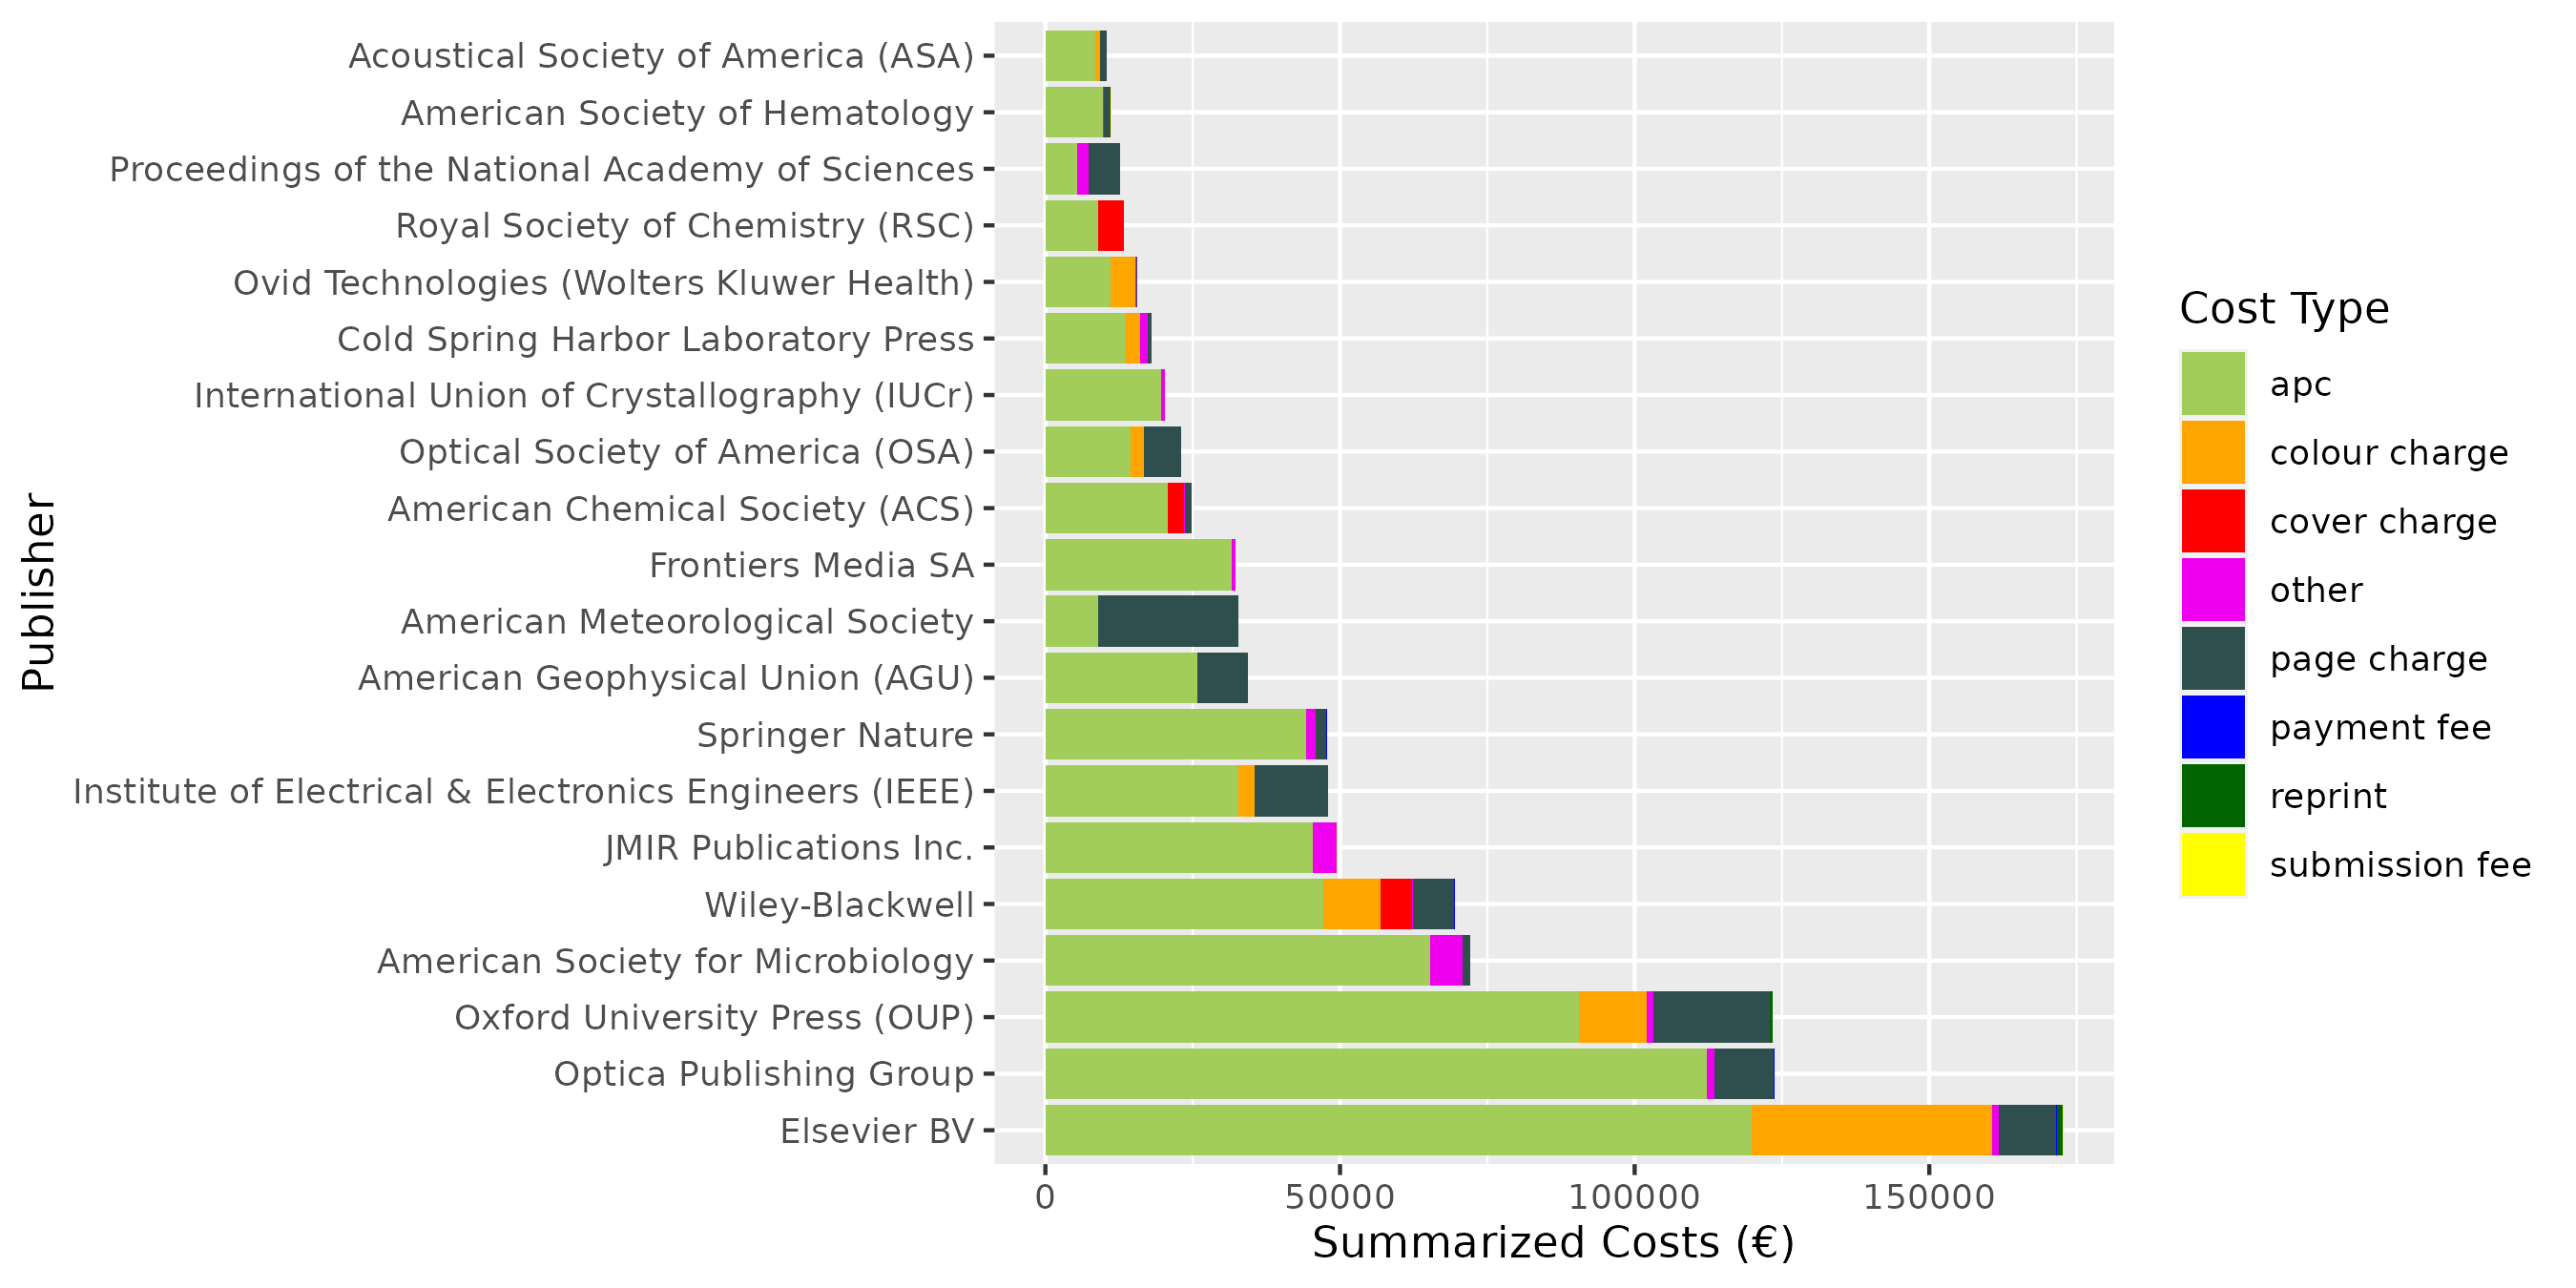 Publisher
Acoustical Society of America (ASA)
American Society of Hematology
Proceedings of the National Academy of Sciences
Royal Society of Chemistry (RSC)
Ovid Technologies (Wolters Kluwer Health)
Cold Spring Harbor Laboratory Press
International Union of Crystallography (IUCr)
Optical Society of America (OSA)
American Chemical Society (ACS)
Frontiers Media SA
American Meteorological Society
American Geophysical Union (AGU)
Springer Nature
Institute of Electrical & Electronics Engineers (IEEE)
JMIR Publications Inc.
Wiley-Blackwell
American Society for Microbiology
Oxford University Press (OUP)
Optica Publishing Group
Elsevier BV
0 50000 100000 150000
Summarized Costs (€)
Cost Type
apc
colour charge
cover charge
other
page charge
payment fee
reprint
submission fee